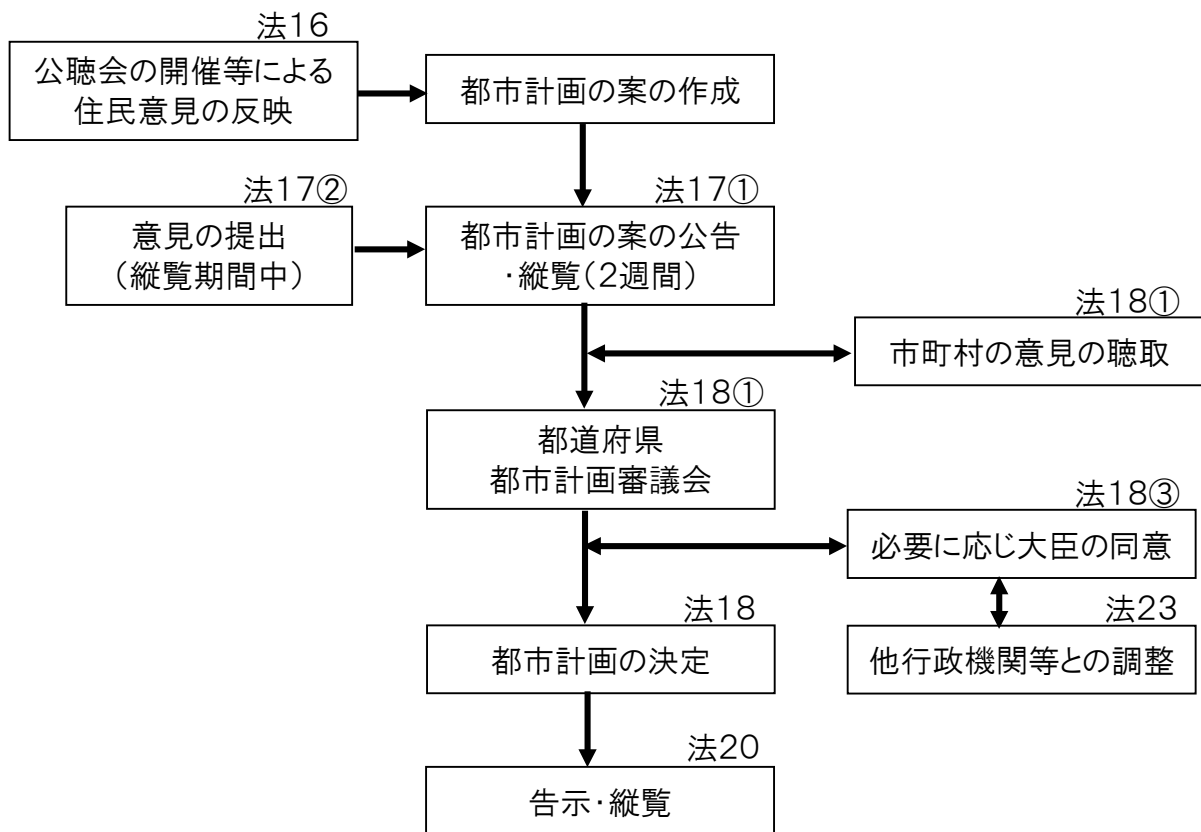 法16
公聴会の開催等による
住民意見の反映
都市計画の案の作成
法17②
意見の提出
（縦覧期間中）
法17①
都市計画の案の公告
・縦覧（2週間）
法18①
市町村の意見の聴取
法18①
都道府県
都市計画審議会
法18③
必要に応じ大臣の同意
法18
都市計画の決定
法23
他行政機関等との調整
法20
告示・縦覧